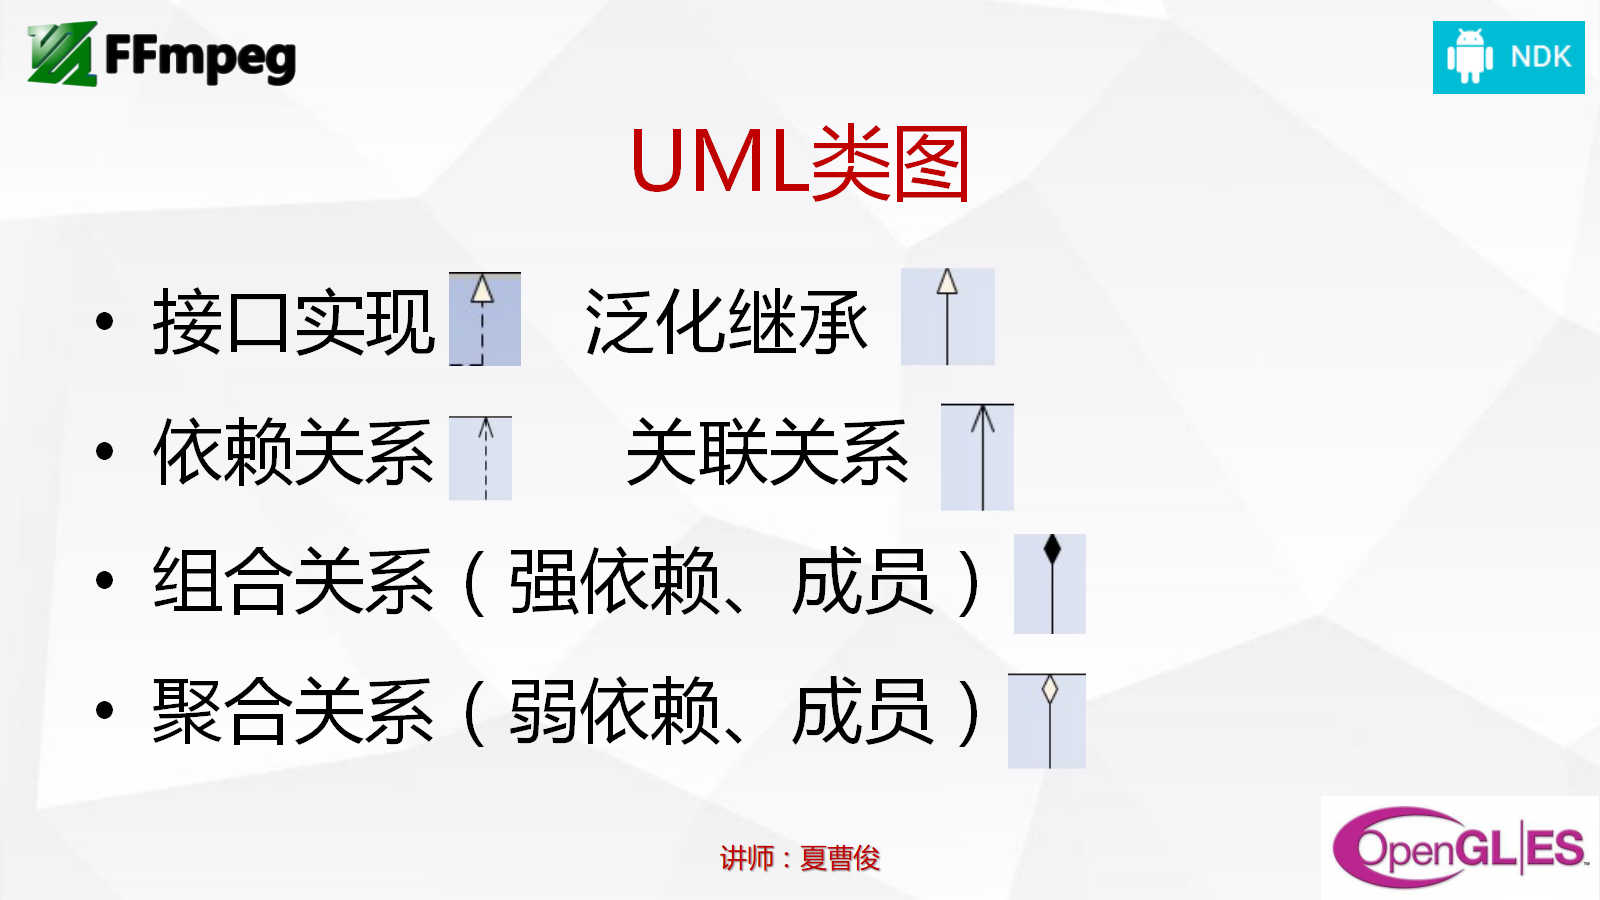 FFmpeg
NDK
UML类图
• 接口实现 泛化继承
• 依赖关系 关联关系
• 组合关系（强依赖、成员）
• 聚合关系（弱依赖、成员）
讲师：夏曹俊
OpenGL|ES™